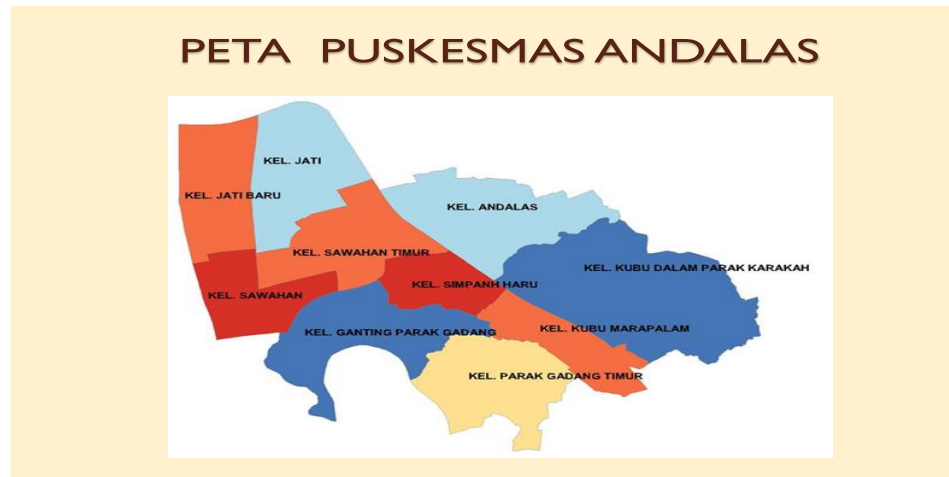 PETA PUSKESMAS ANDALAS
KEL. JATI
KEL. JATI BARU
KEL. ANDALAS
KEL. SAWAHAN TIMUR
KEL. KUBU DALAM PARAK KARAKAH
KEL. SIMPANH HARU
KEL. SAWAHAN
KEL. GANTING PARAK GADANG
KEL. KUBU MARAPALAM
KEL. PARAK GADANG TIMUR